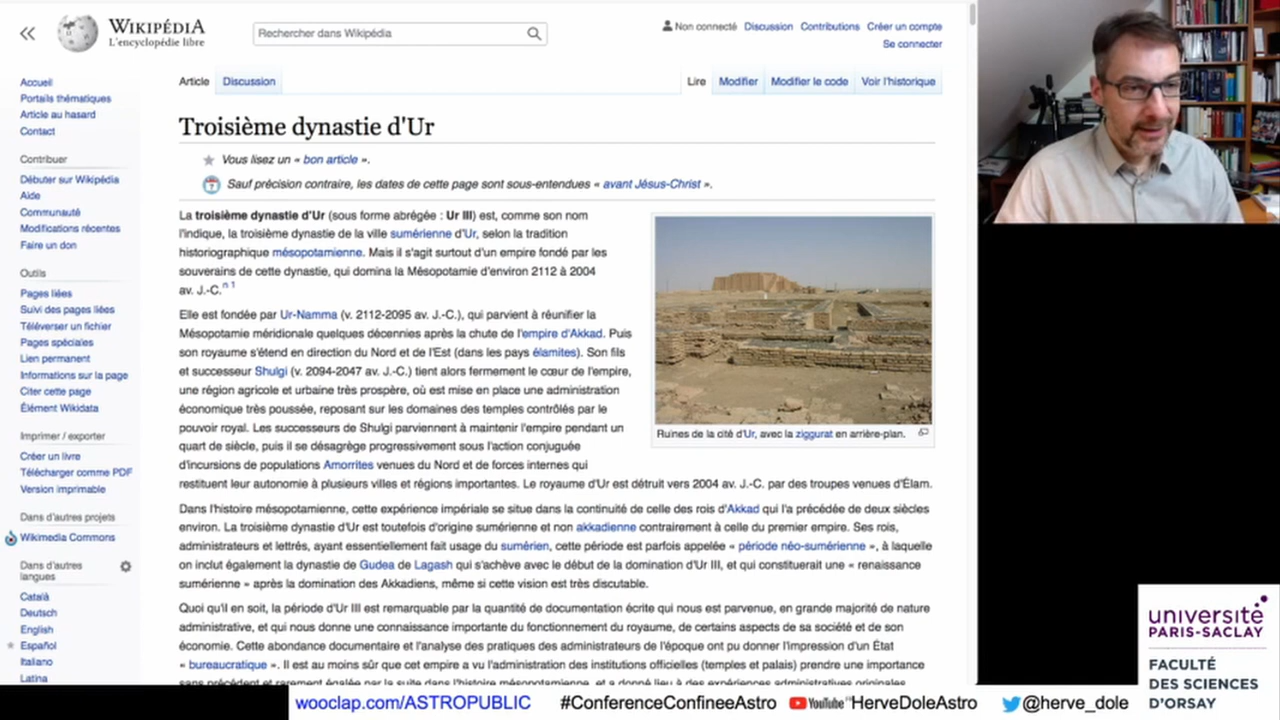 WIKIPÉDIA
L'encyclopédie libre
Rechercher dans Wikipédia
Non connecté Discussion Contributions Créer un compte
Se connecter
Article Discussion Lire Modifier Modifier le code Voir l'historique
Accueil
Portails thématiques
Article au hasard
Contact
Contribuer
Débuter sur Wikipédia
Aide
Communauté
Modifications récentes
Faire un don
Outils
Pages liées
Suivi des pages liées
Téléverser un fichier
Pages spéciales
Lien permanent
Informations sur la page
Citer cette page
Élément Wikidata
Imprimer / exporter
Créer un livre
Télécharger comme PDF
Version imprimable
Dans d'autres projets
Wikimedia Commons
Dans d'autres
langues
Català
Deutsch
English
Español
Italiano
Latina
Troisième dynastie d'Ur
Vous lisez un « bon article ».
Sauf précision contraire, les dates de cette page sont sous-entendues « avant Jésus-Christ ».
La troisième dynastie d'Ur (sous forme abrégée : Ur III) est, comme son nom
l'indique, la troisième dynastie de la ville sumérienne d'Ur, selon la tradition
historiographique mésopotamienne. Mais il s'agit surtout d'un empire fondé par les
souverains de cette dynastie, qui domina la Mésopotamie d'environ 2112 à 2004
av. J.-C.n 1
Elle est fondée par Ur-Namma (v. 2112-2095 av. J.-C.), qui parvient à réunifier la
Mésopotamie méridionale quelques décennies après la chute de l'empire d'Akkad. Puis
son royaume s'étend en direction du Nord et de l'Est (dans les pays élamites). Son fils
et successeur Shulgi (v. 2094-2047 av. J.-C.) tient alors fermement le cœur de l'empire,
une région agricole et urbaine très prospère, où est mise en place une administration
économique très poussée, reposant sur les domaines des temples contrôlés par le
pouvoir royal. Les successeurs de Shulgi parviennent à maintenir l'empire pendant un
quart de siècle, puis il se désagrège progressivement sous l'action conjuguée
d'incursions de populations Amorrites venues du Nord et de forces internes qui
restituent leur autonomie à plusieurs villes et régions importantes. Le royaume d'Ur est détruit vers 2004 av. J.-C. par des troupes venues d'Élam.
Ruines de la cité d'Ur, avec la ziggurat en arrière-plan.
Dans l'histoire mésopotamienne, cette expérience impériale se situe dans la continuité de celle des rois d'Akkad qui l'a précédée de deux siècles
environ. La troisième dynastie d'Ur est toutefois d'origine sumérienne et non akkadienne contrairement à celle du premier empire. Ses rois,
administrateurs et lettrés, ayant essentiellement fait usage du sumérien, cette période est parfois appelée « période néo-sumérienne », à laquelle
on inclut également la dynastie de Gudea de Lagash qui s'achève avec le début de la domination d'Ur III, et qui constituerait une « renaissance
sumérienne » après la domination des Akkadiens, même si cette vision est très discutable.
Quoi qu'il en soit, la période d'Ur III est remarquable par la quantité de documentation écrite qui nous est parvenue, en grande majorité de nature
administrative, et qui nous donne une connaissance importante du fonctionnement du royaume, de certains aspects de sa société et de son
économie. Cette abondance documentaire et l'analyse des pratiques des administrateurs de l'époque ont pu donner l'impression d'un État
« bureaucratique ». Il est au moins sûr que cet empire a vu l'administration des institutions officielles (temples et palais) prendre une importance
sans précédent et rarement égalée par la suite dans l'histoire mésopotamienne, et a donné lieu à des expériences administratives originales.
université
PARIS-SACLAY
FACULTÉ
DES SCIENCES
D'ORSAY
wooclap.com/ASTROPUBLIC #ConferenceConfineeAstro YouTube HerveDoleAstro @herve_dole